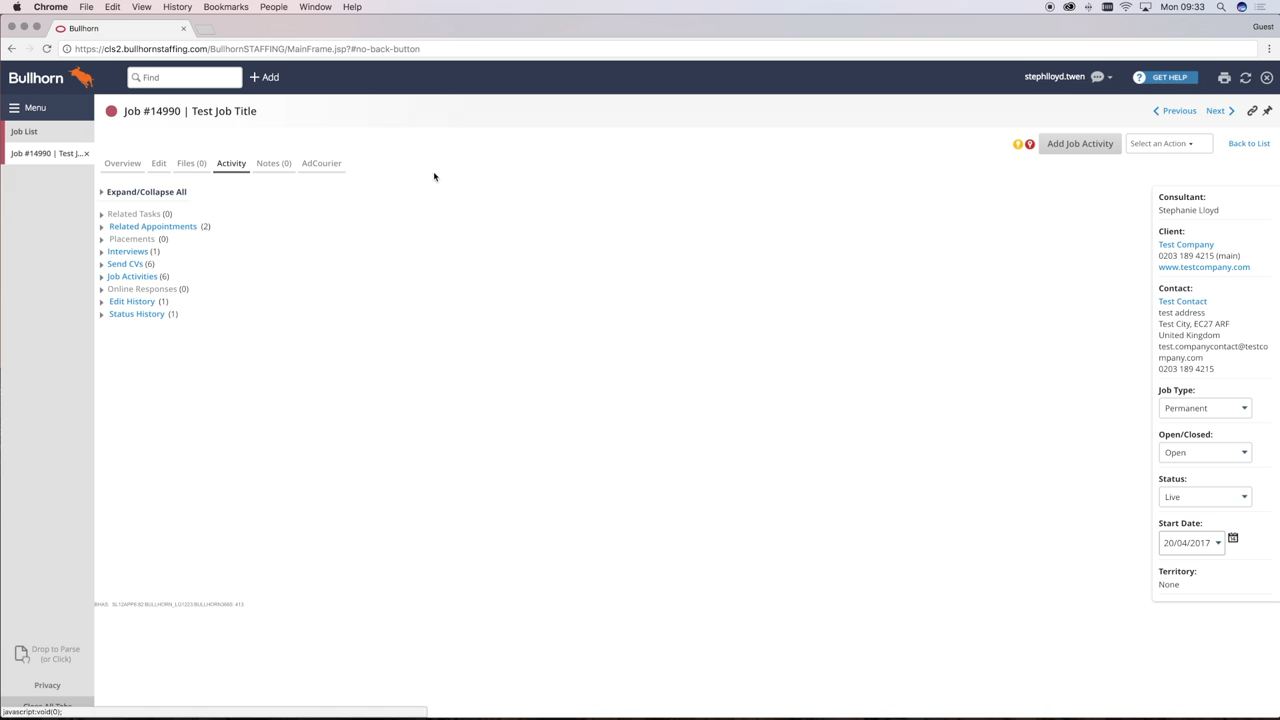 Chrome File Edit View History Bookmarks People Window Help Mon 09:33
Bullhorn Guest
https://cls2.bullhornstaffing.com/BullhornSTAFFING/MainFrame.jsp?#no-back-button
Bullhorn Find + Add stephlloyd.twen ? GET HELP
Menu
Job #14990 | Test Job Title Previous Next
Job List
Job #14990 | Test J... ×
Add Job Activity Select an Action Back to List
Overview Edit Files (0) Activity Notes (0) AdCourier
Expand/Collapse All
Related Tasks (0)
Related Appointments (2)
Placements (0)
Interviews (1)
Send CVs (6)
Job Activities (6)
Online Responses (0)
Edit History (1)
Status History (1)
Consultant:
Stephanie Lloyd
Client:
Test Company
0203 189 4215 (main)
www.testcompany.com
Contact:
Test Contact
test address
Test City, EC27 ARF
United Kingdom
test.companycontact@testco
mpany.com
0203 189 4215
Job Type:
Permanent
Open/Closed:
Open
Status:
Live
Start Date:
20/04/2017
Territory:
None
Drop to Parse
(or Click)
Privacy
javascript:void(0);